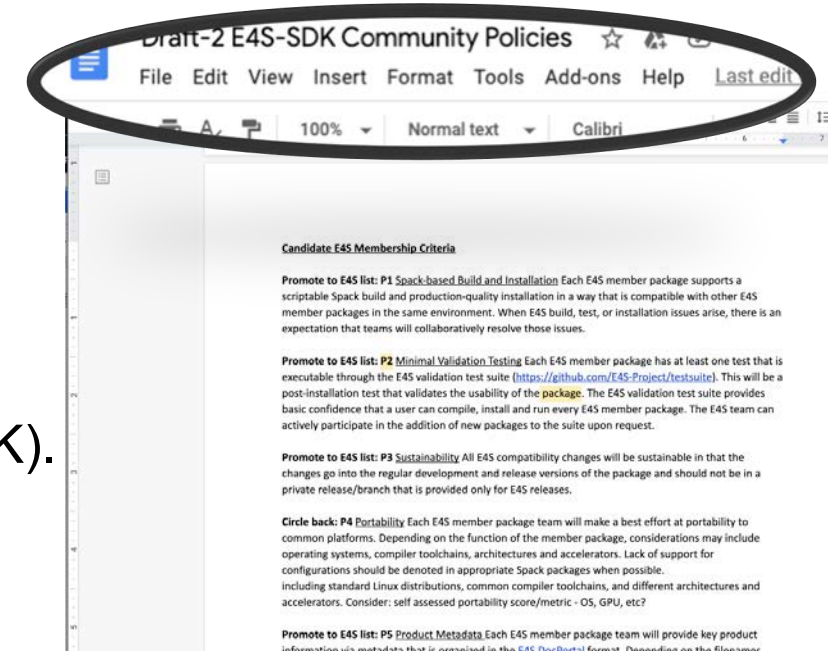 Draft-2 E4S-SDK Community Policies
File Edit View Insert Format Tools Add-ons Help Last edit
100% Normal text Calibri
6 7
1
Candidate E4S Membership Criteria
Promote to E4S list: P1 Spack-based Build and Installation Each E4S member package supports a
scriptable Spack build and production-quality installation in a way that is compatible with other E4S
member packages in the same environment. When E4S build, test, or installation issues arise, there is an
expectation that teams will collaboratively resolve those issues.
1
Promote to E4S list: P2 Minimal Validation Testing Each E4S member package has at least one test that is
executable through the E4S validation test suite (https://github.com/E4S-Project/testsuite). This will be a
post-installation test that validates the usability of the package. The E4S validation test suite provides
2
basic confidence that a user can compile, install and run every E4S member package. The E4S team can
actively participate in the addition of new packages to the suite upon request.
K).
Promote to E4S list: P3 Sustainability All E4S compatibility changes will be sustainable in that the
changes go into the regular development and release versions of the package and should not be in a
3
private release/branch that is provided only for E4S releases.
Circle back: P4 Portability Each E4S member package team will make a best effort at portability to
common platforms. Depending on the function of the member package, considerations may include
4
operating systems, compiler toolchains, architectures and accelerators. Lack of support for
configurations should be denoted in appropriate Spack packages when possible.
including standard Linux distributions, common compiler toolchains, and different architectures and
accelerators. Consider: self assessed portability score/metric - OS, GPU, etc?
5
Promote to E4S list: P5 Product Metadata Each E4S member package team will provide key product
information via metadata that is organized in the E4S DocPortal format. Depending on the filenames